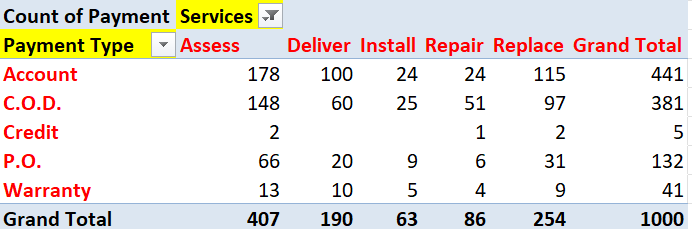 Count of Payment Services
Payment Type Assess Deliver Install Repair Replace Grand Total
Account 178 100 24 24 115 441
C.O.D. 148 60 25 51 97 381
Credit 2 1 2 5
P.O. 66 20 9 6 31 132
Warranty 13 10 5 4 9 41
Grand Total 407 190 63 86 254 1000